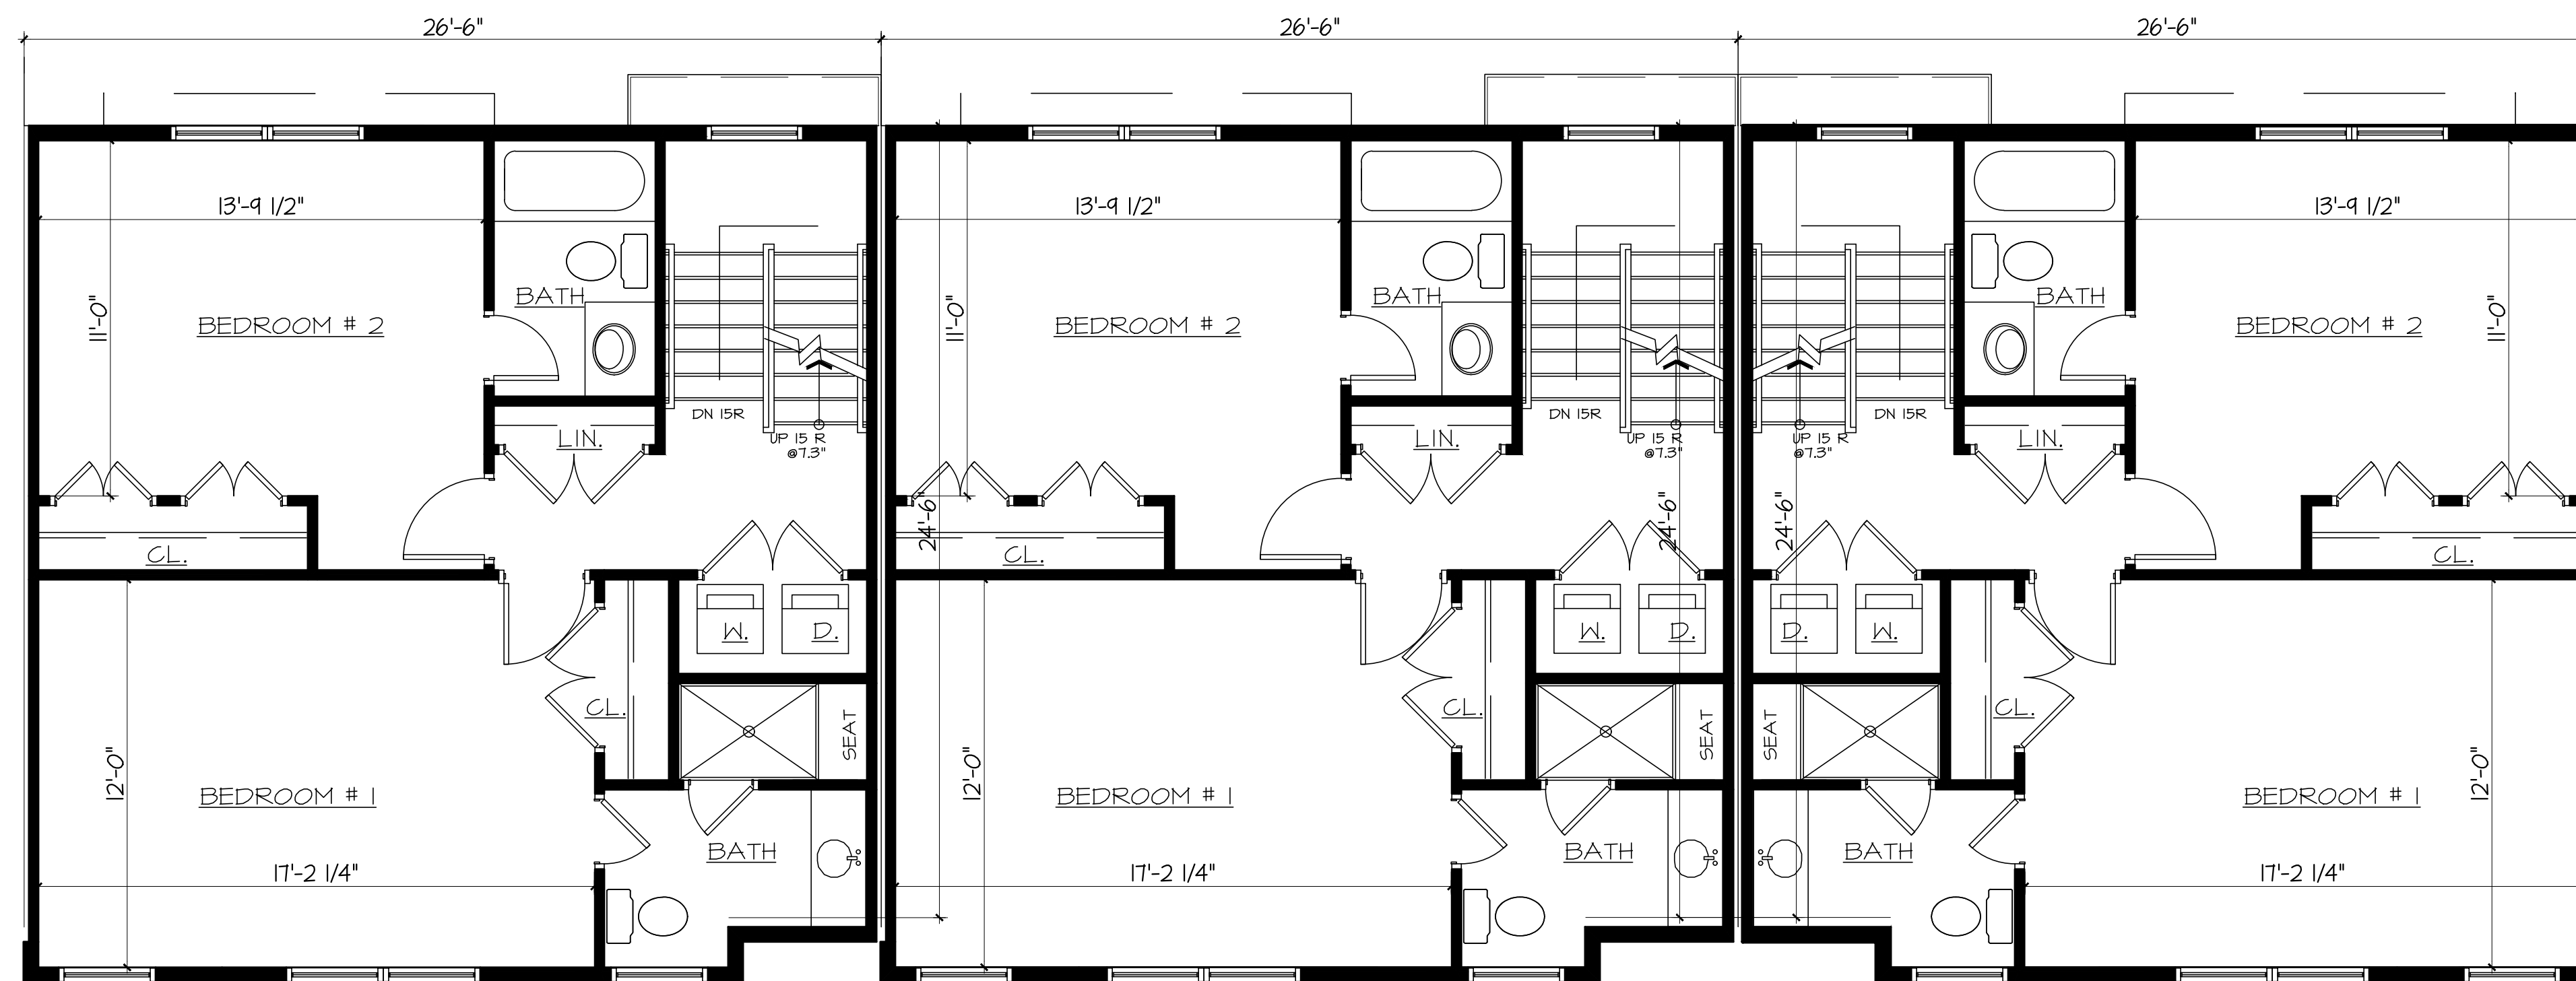 26'-6"
26'-6"
26'-6"
13'-9 1/2"
11'-0"
BEDROOM # 2
BATH
LIN.
DN 15R
UP 15 R
@7.3"
CL.
W.
D.
CL.
SEAT
12'-0"
BEDROOM # 1
BATH
17'-2 1/4"
13'-9 1/2"
11'-0"
BEDROOM # 2
BATH
LIN.
DN 15R
UP 15 R
@7.3"
24'-6"
24'-6"
CL.
W.
D.
CL.
SEAT
12'-0"
BEDROOM # 1
BATH
17'-2 1/4"
13'-9 1/2"
11'-0"
BATH
BEDROOM # 2
UP 15 R
@7.3"
DN 15R
LIN.
24'-6"
CL.
D.
W.
SEAT
CL.
12'-0"
BEDROOM # 1
BATH
17'-2 1/4"